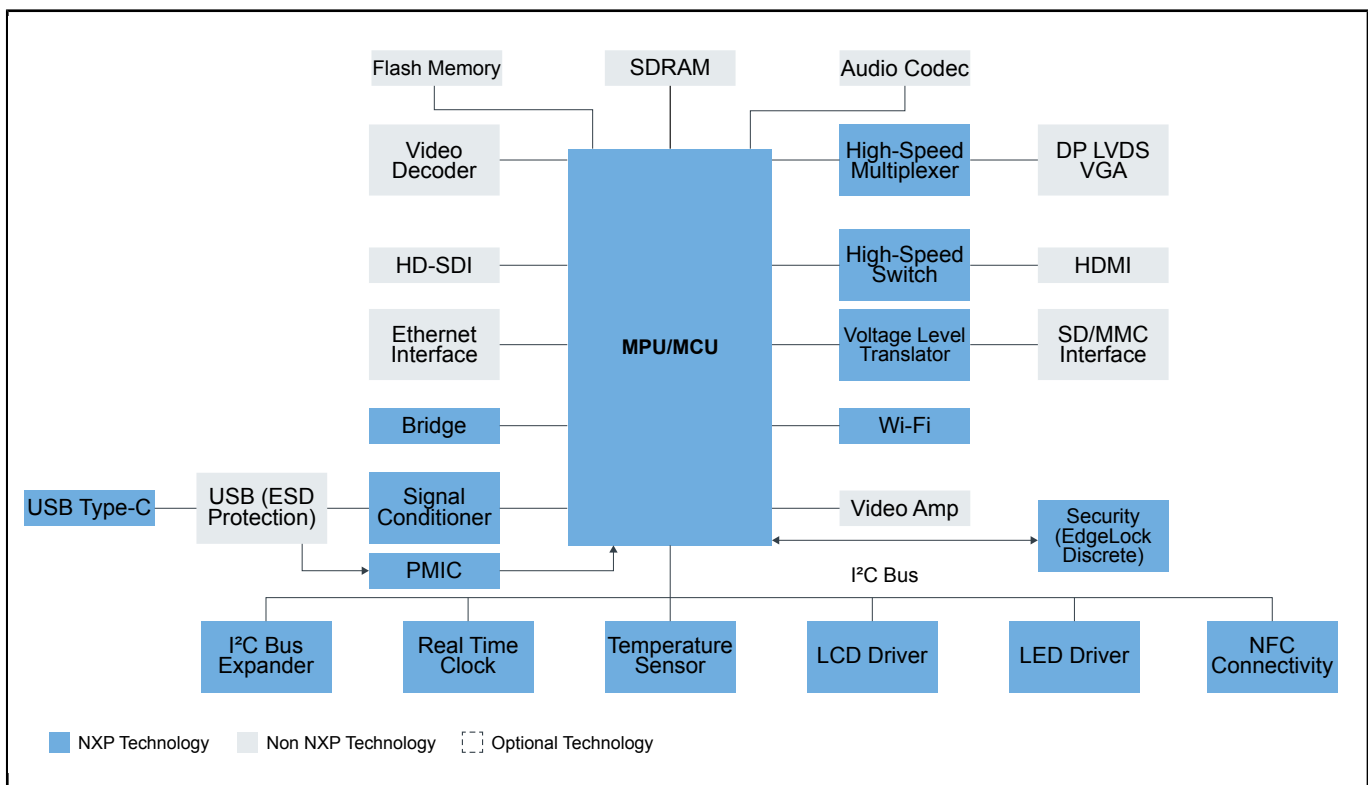 Flash Memory
SDRAM
Audio Codec
Video
Decoder
High-Speed
Multiplexer
DP LVDS
VGA
HD-SDI
High-Speed
Switch
HDMI
Ethernet
Interface
MPU/MCU
Voltage Level
Translator
SD/MMC
Interface
Bridge
Wi-Fi
USB Type-C
USB (ESD
Protection)
Signal
Conditioner
Video Amp
Security
(EdgeLock
Discrete)
PMIC
I²C Bus
I²C Bus
Expander
Real Time
Clock
Temperature
Sensor
LCD Driver
LED Driver
NFC
Connectivity
NXP Technology
Non NXP Technology
Optional Technology